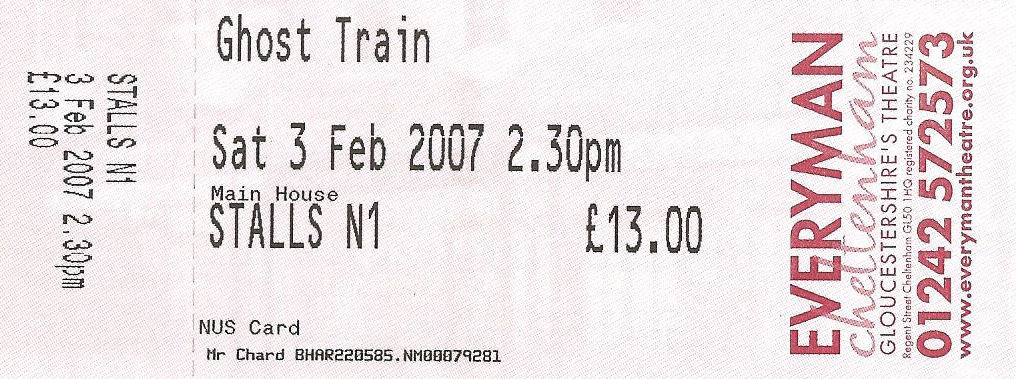 STALLS N1
3 Feb 2007 2.30pm
£13.00
Ghost Train
Sat 3 Feb 2007 2.30pm
Main House
STALLS N1 £13.00
NUS Card
Mr Chard BHAR220585.NM00079281
EVERYMAN
cheltenham
GLOUCESTERSHIRE'S THEATRE
Regent Street Cheltenham GL50 1HQ registered charity no. 234229
01242 572573
www.everymantheatre.org.uk